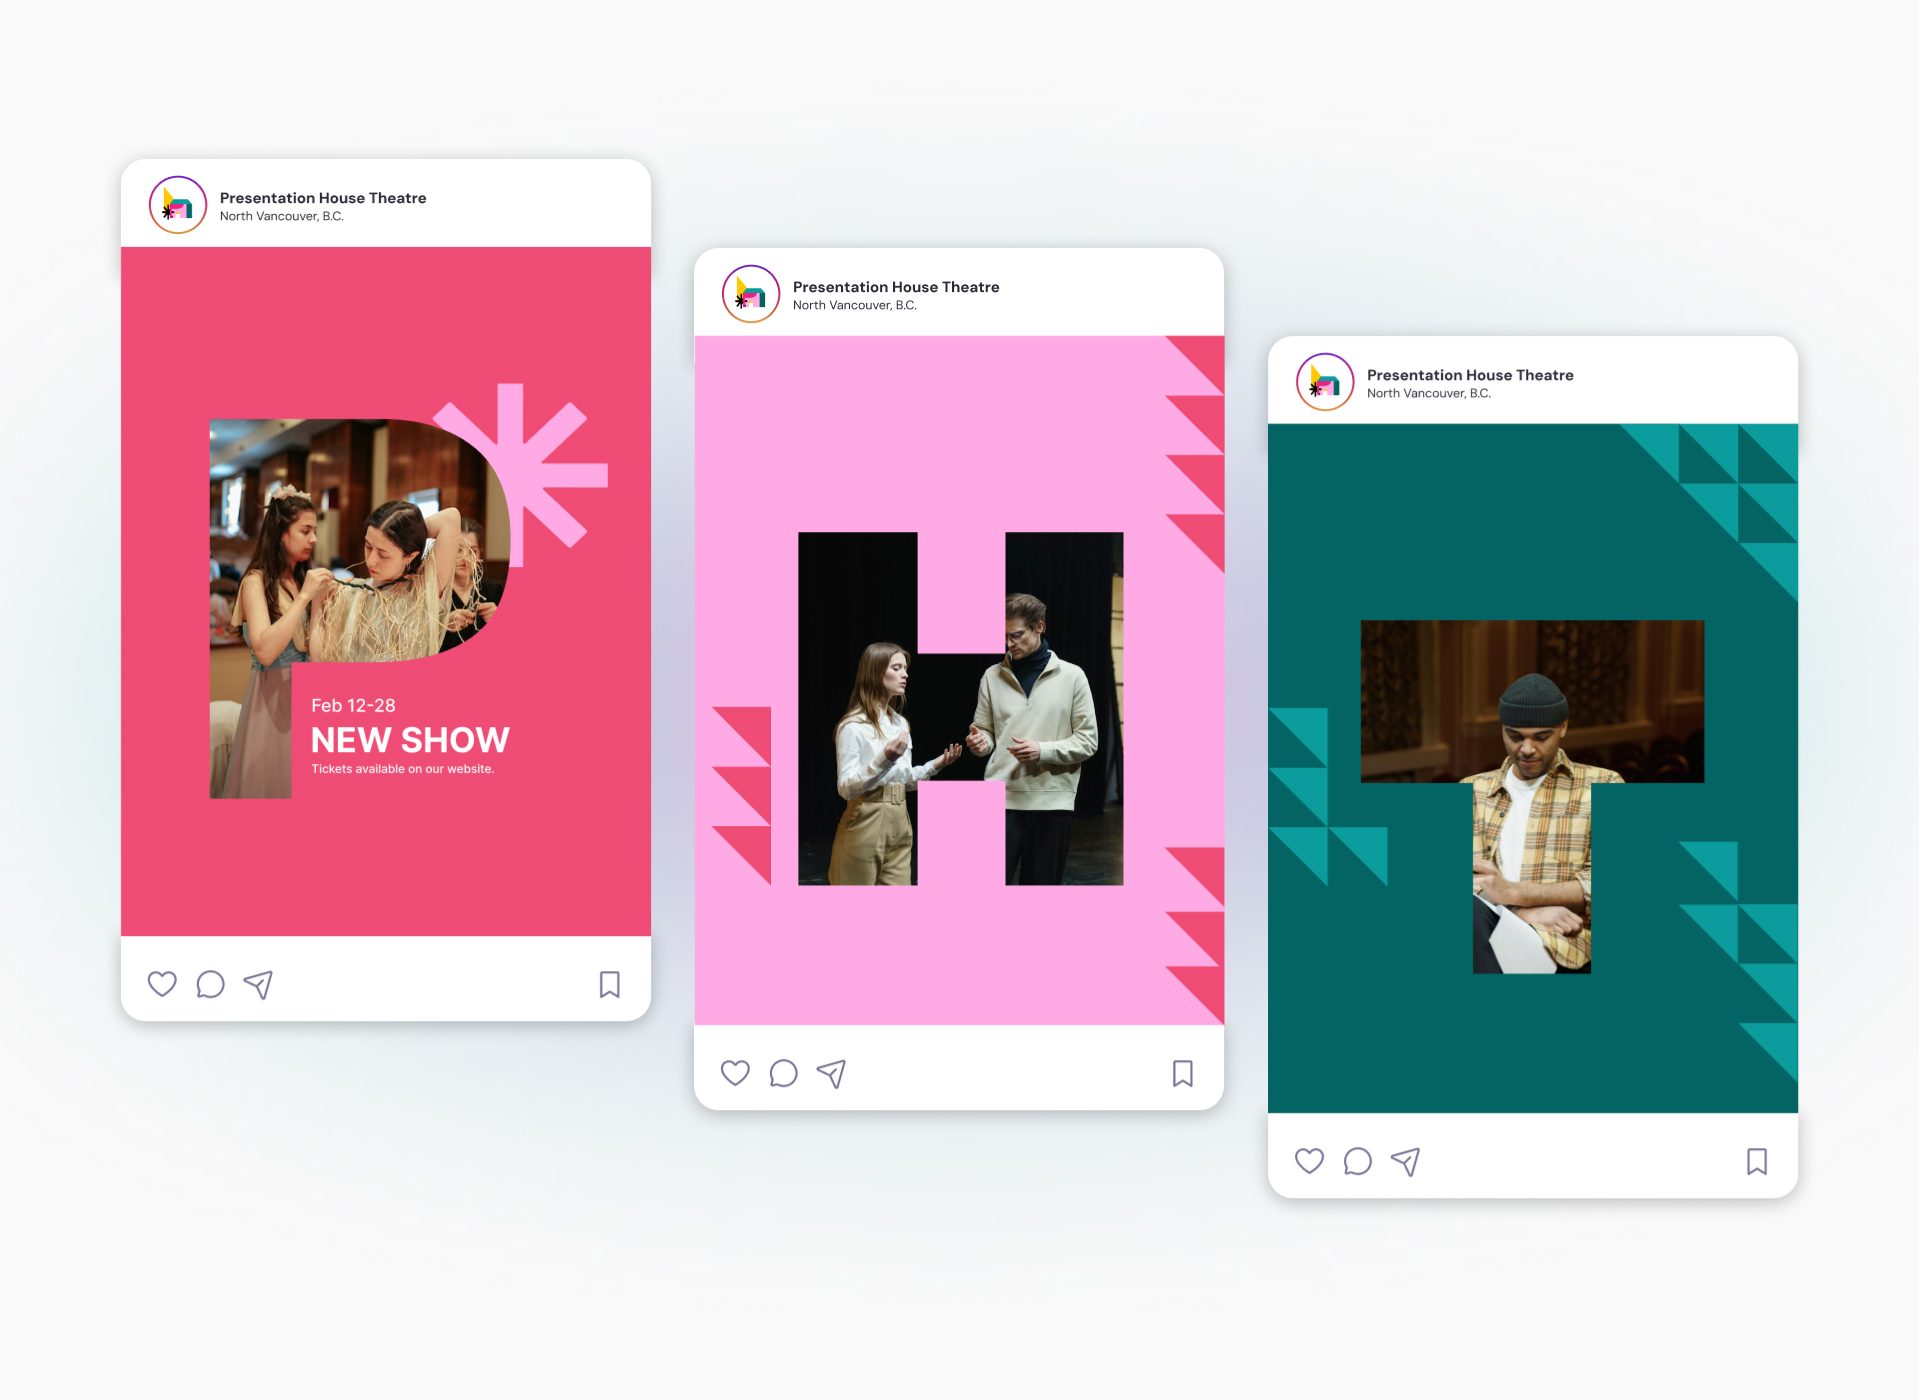 Presentation House Theatre
North Vancouver, B.C.
P
Feb 12-28
NEW SHOW
Tickets available on our website.
Presentation House Theatre
North Vancouver, B.C.
H
Presentation House Theatre
North Vancouver, B.C.
T